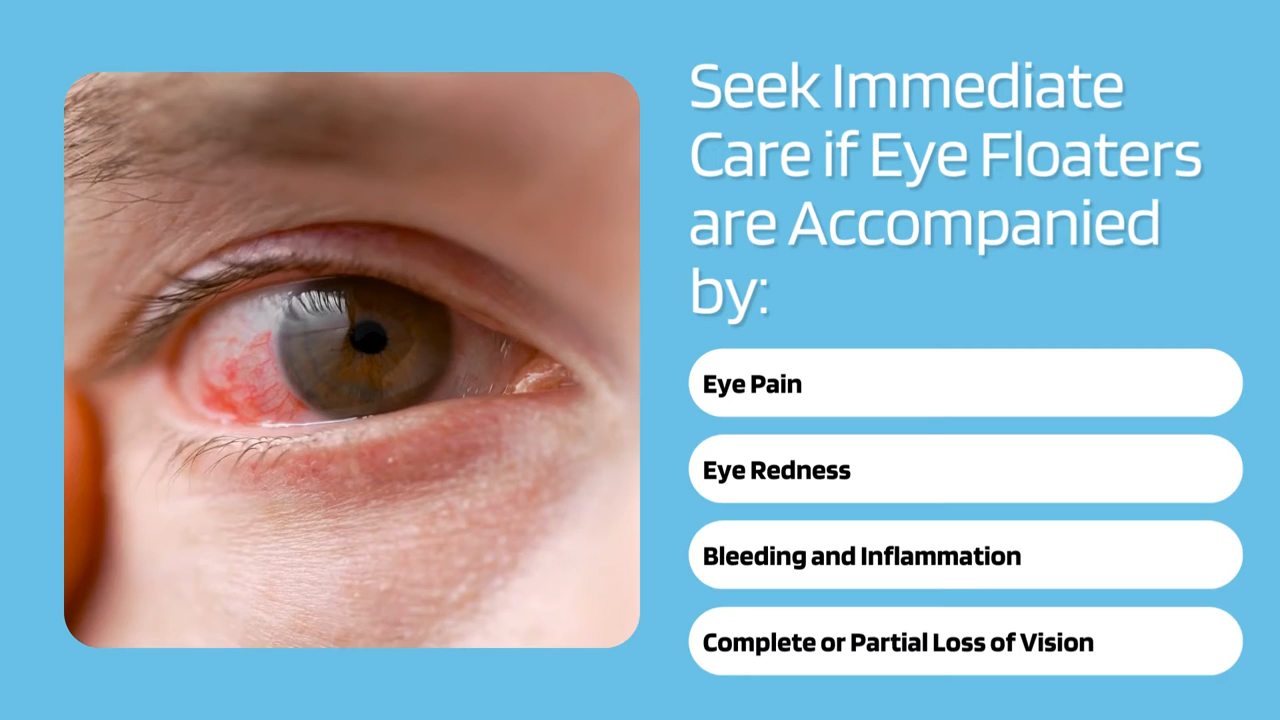 Seek Immediate
Care if Eye Floaters
are Accompanied
by:
Eye Pain
Eye Redness
Bleeding and Inflammation
Complete or Partial Loss of Vision